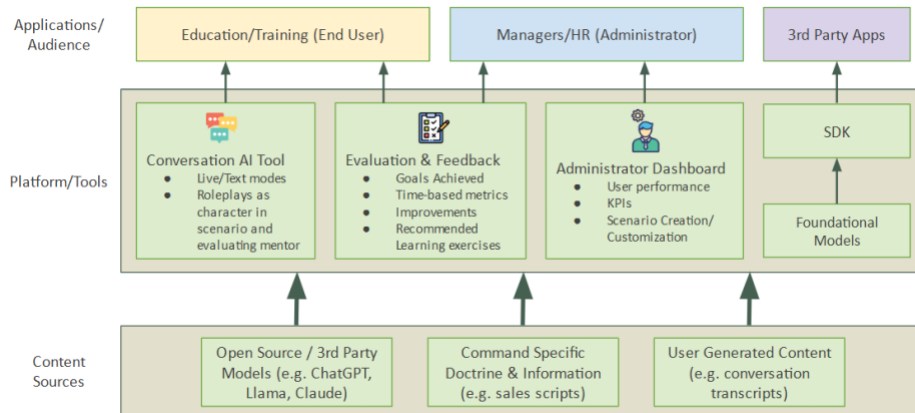 Applications/
Audience
Education/Training (End User)
Managers/HR (Administrator)
3rd Party Apps
Platform/Tools
Conversation AI Tool
● Live/Text modes
● Roleplays as
character in
scenario and
evaluating mentor
Evaluation & Feedback
● Goals Achieved
● Time-based metrics
● Improvements
● Recommended
Learning exercises
Administrator Dashboard
● User performance
● KPIs
● Scenario Creation/
Customization
SDK
Foundational
Models
Content
Sources
Open Source / 3rd Party
Models (e.g. ChatGPT,
Llama, Claude)
Command Specific
Doctrine & Information
(e.g. sales scripts)
User Generated Content
(e.g. conversation
transcripts)